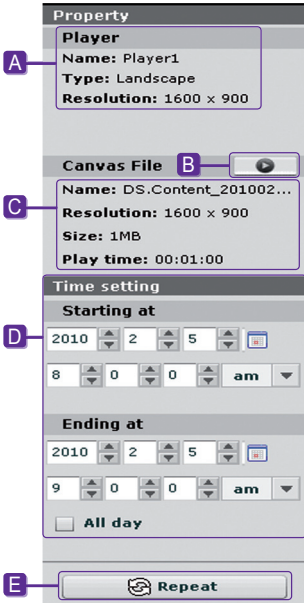 Property
A
Player
Name: Player1
Type: Landscape
Resolution: 1600 x 900
Canvas File
B
C
Name: DS.Content_201002...
Resolution: 1600 x 900
Size: 1MB
Play time: 00:01:00
Time setting
D
Starting at
2010 2 5
8 0 0 am
Ending at
2010 2 5
9 0 0 am
All day
E
Repeat